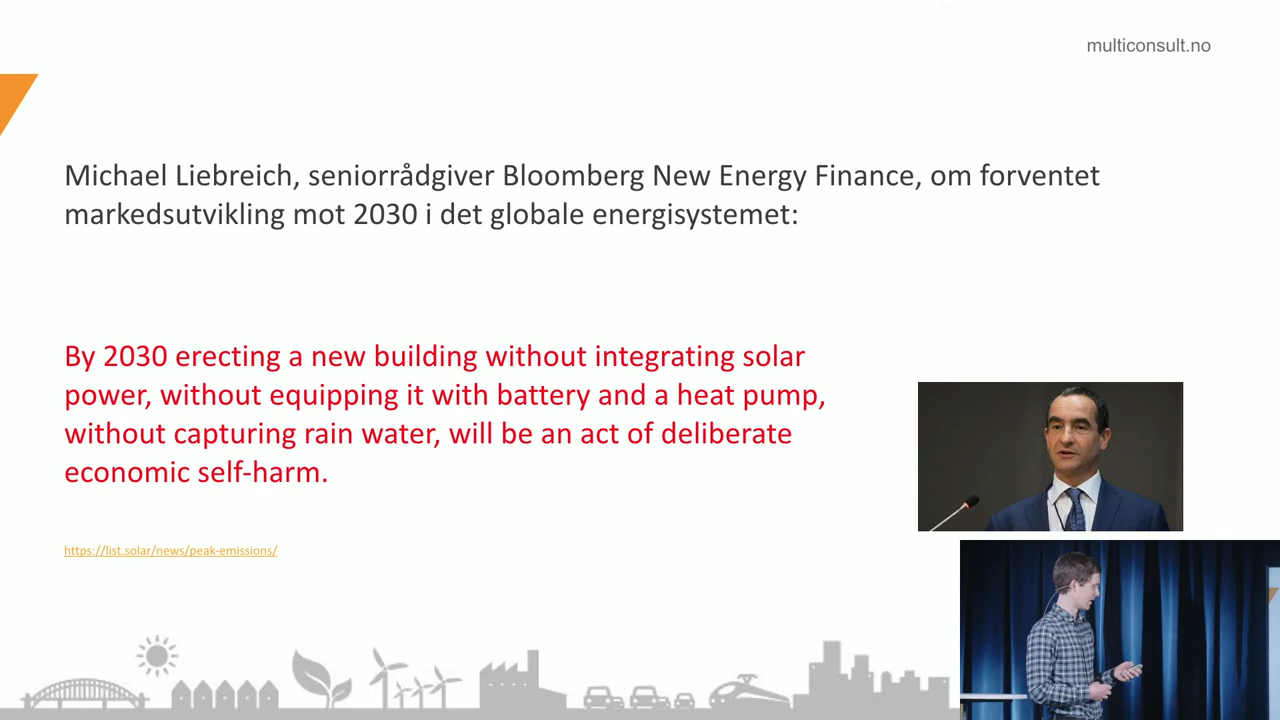 multiconsult.no
Michael Liebreich, seniorrådgiver Bloomberg New Energy Finance, om forventet
markedsutvikling mot 2030 i det globale energisystemet:
By 2030 erecting a new building without integrating solar
power, without equipping it with battery and a heat pump,
without capturing rain water, will be an act of deliberate
economic self-harm.
https://list.solar/news/peak-emissions/